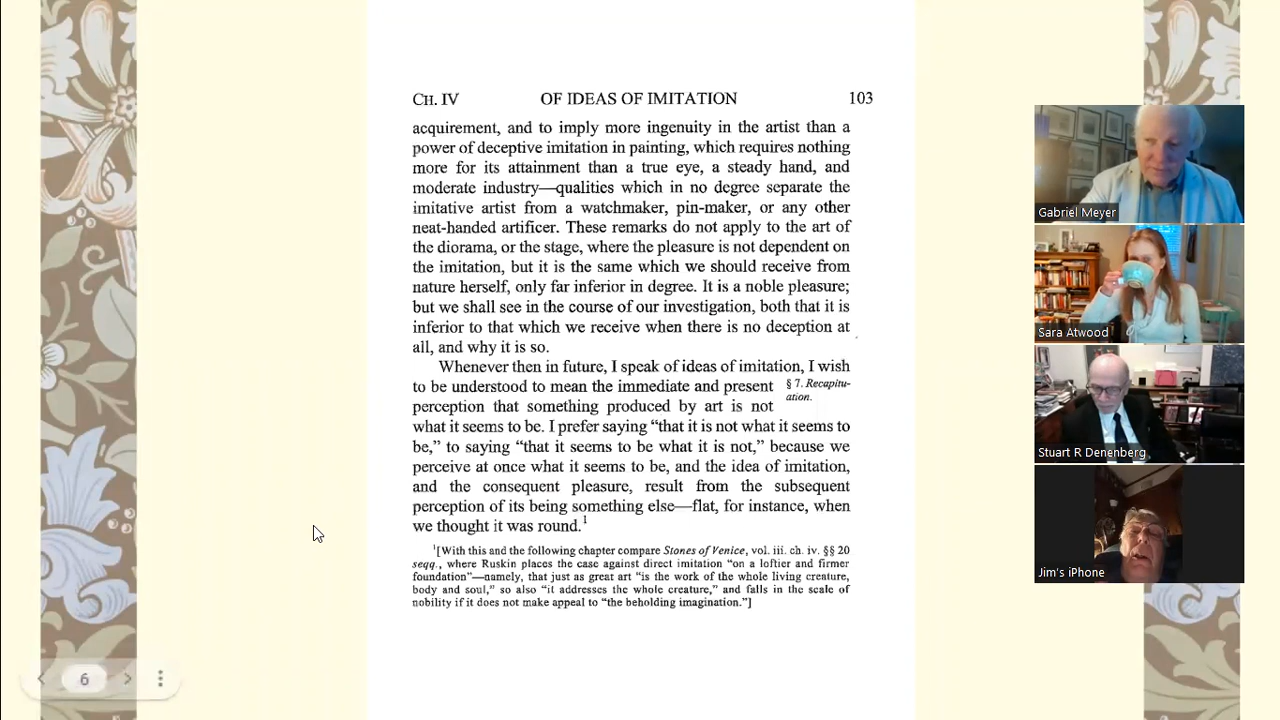 CH. IV OF IDEAS OF IMITATION 103
acquirement, and to imply more ingenuity in the artist than a
power of deceptive imitation in painting, which requires nothing
more for its attainment than a true eye, a steady hand, and
moderate industry—qualities which in no degree separate the
imitative artist from a watchmaker, pin-maker, or any other
neat-handed artificer. These remarks do not apply to the art of
the diorama, or the stage, where the pleasure is not dependent on
the imitation, but it is the same which we should receive from
nature herself, only far inferior in degree. It is a noble pleasure;
but we shall see in the course of our investigation, both that it is
inferior to that which we receive when there is no deception at
all, and why it is so.
Whenever then in future, I speak of ideas of imitation, I wish
to be understood to mean the immediate and present
§ 7. Recapitu-
ation.
perception that something produced by art is not
what it seems to be. I prefer saying “that it is not what it seems to
be,” to saying “that it seems to be what it is not,” because we
perceive at once what it seems to be, and the idea of imitation,
and the consequent pleasure, result from the subsequent
perception of its being something else—flat, for instance, when
we thought it was round.1
1[With this and the following chapter compare Stones of Venice, vol. iii. ch. iv. §§ 20
seqq., where Ruskin places the case against direct imitation “on a loftier and firmer
foundation”—namely, that just as great art “is the work of the whole living creature,
body and soul,” so also “it addresses the whole creature,” and falls in the scale of
nobility if it does not make appeal to “the beholding imagination.”]
6
Gabriel Meyer
Sara Atwood
Stuart R Denenberg
Jim's iPhone